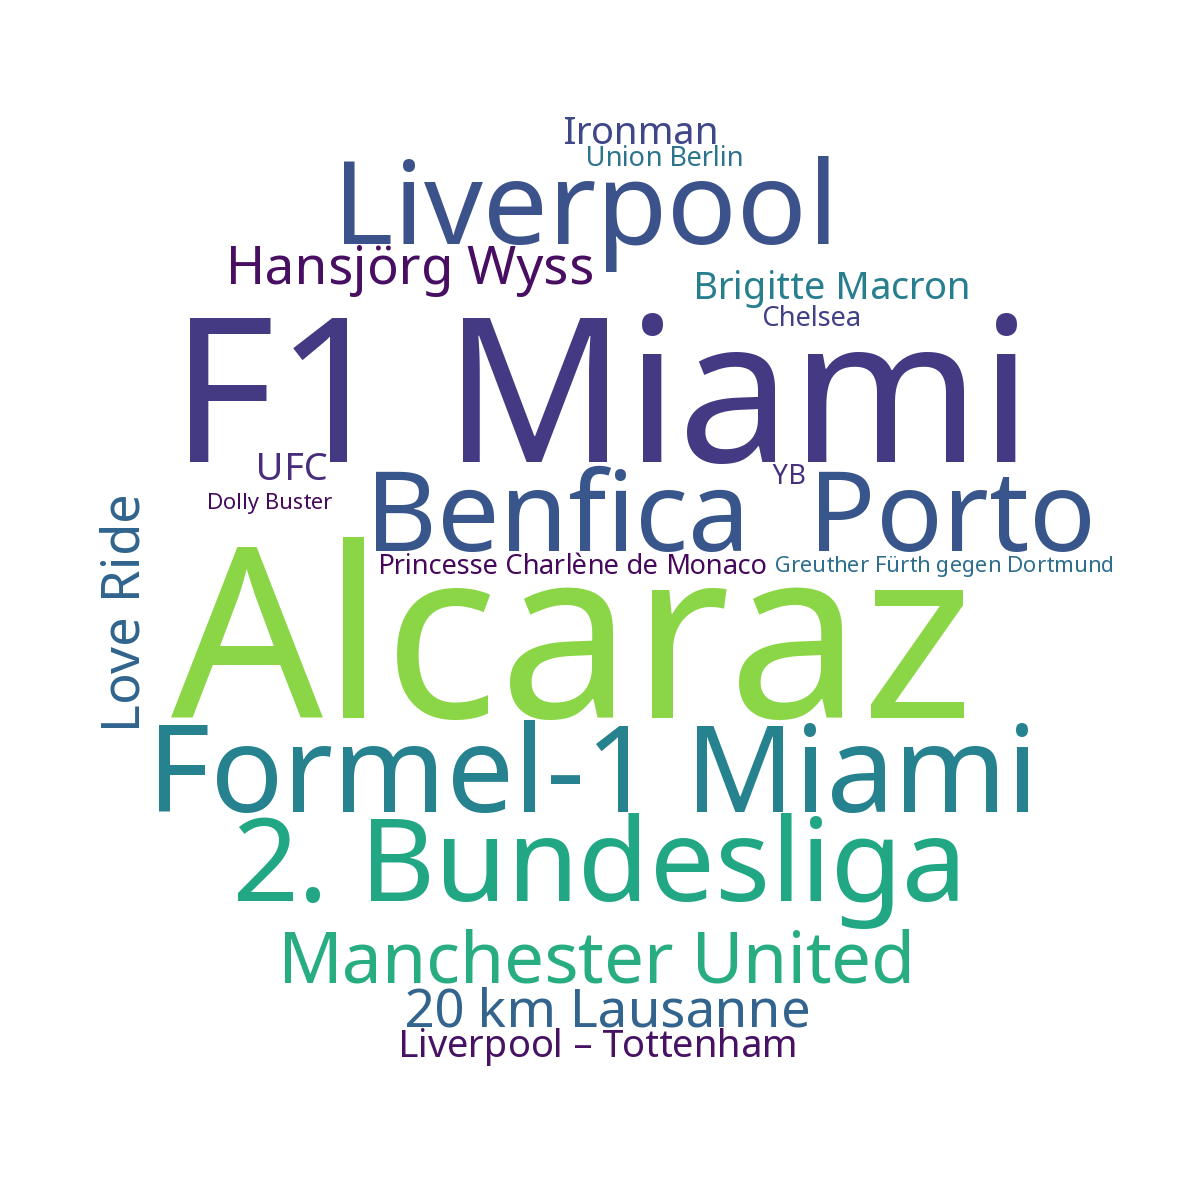 Ironman
Union Berlin
Liverpool
Hansjörg Wyss
Brigitte Macron
Chelsea
F1 Miami
UFC
YB
Dolly Buster
Benfica Porto
Love Ride
Princesse Charlène de Monaco
Greuther Fürth gegen Dortmund
Alcaraz
Formel-1 Miami
2. Bundesliga
Manchester United
20 km Lausanne
Liverpool – Tottenham